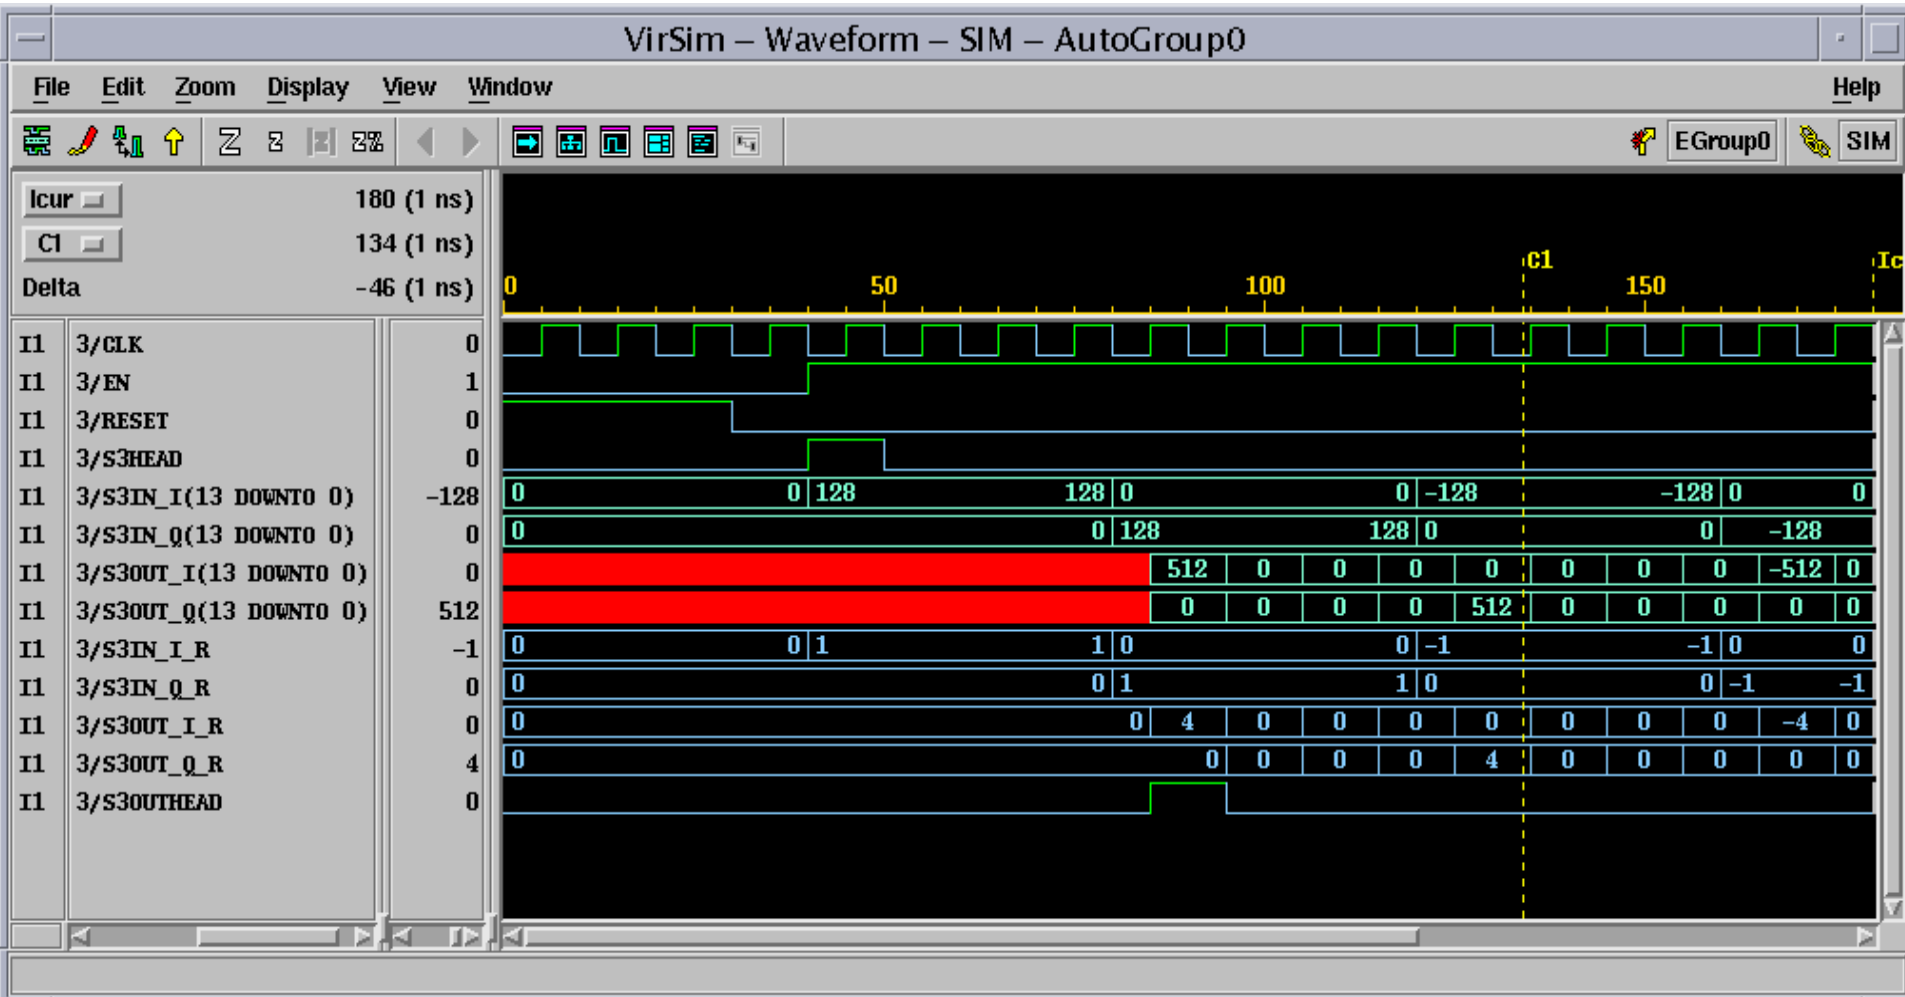 VirSim – Waveform – SIM – AutoGroup0
File Edit Zoom Display View Window Help
EGroup0 SIM
Icur 180 (1 ns)
C1 134 (1 ns)
Delta -46 (1 ns)
C1 Ic
0 50 100 150
I1 3/CLK 0
I1 3/EN 1
I1 3/RESET 0
I1 3/S3HEAD 0
I1 3/S3IN_I(13 DOWNTO 0) -128 0 0 128 128 0 0 -128 -128 0 0
I1 3/S3IN_Q(13 DOWNTO 0) 0 0 0 128 128 0 0 -128
I1 3/S3OUT_I(13 DOWNTO 0) 0 512 0 0 0 0 0 0 0 -512 0
I1 3/S3OUT_Q(13 DOWNTO 0) 512 0 0 0 0 512 0 0 0 0 0
I1 3/S3IN_I_R -1 0 0 1 1 0 0 -1 -1 0 0
I1 3/S3IN_Q_R 0 0 0 1 1 0 0 -1 -1
I1 3/S3OUT_I_R 0 0 0 4 0 0 0 0 0 0 0 -4 0
I1 3/S3OUT_Q_R 4 0 0 0 0 0 4 0 0 0 0 0
I1 3/S3OUTHEAD 0